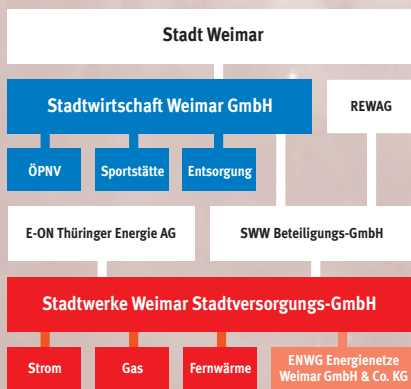 Stadt Weimar
Stadtwirtschaft Weimar GmbH
REWAG
ÖPNV
Sportstätte
Entsorgung
E-ON Thüringer Energie AG
SWW Beteiligungs-GmbH
Stadtwerke Weimar Stadtversorgungs-GmbH
Strom
Gas
Fernwärme
ENWG Energienetze
Weimar GmbH & Co. KG